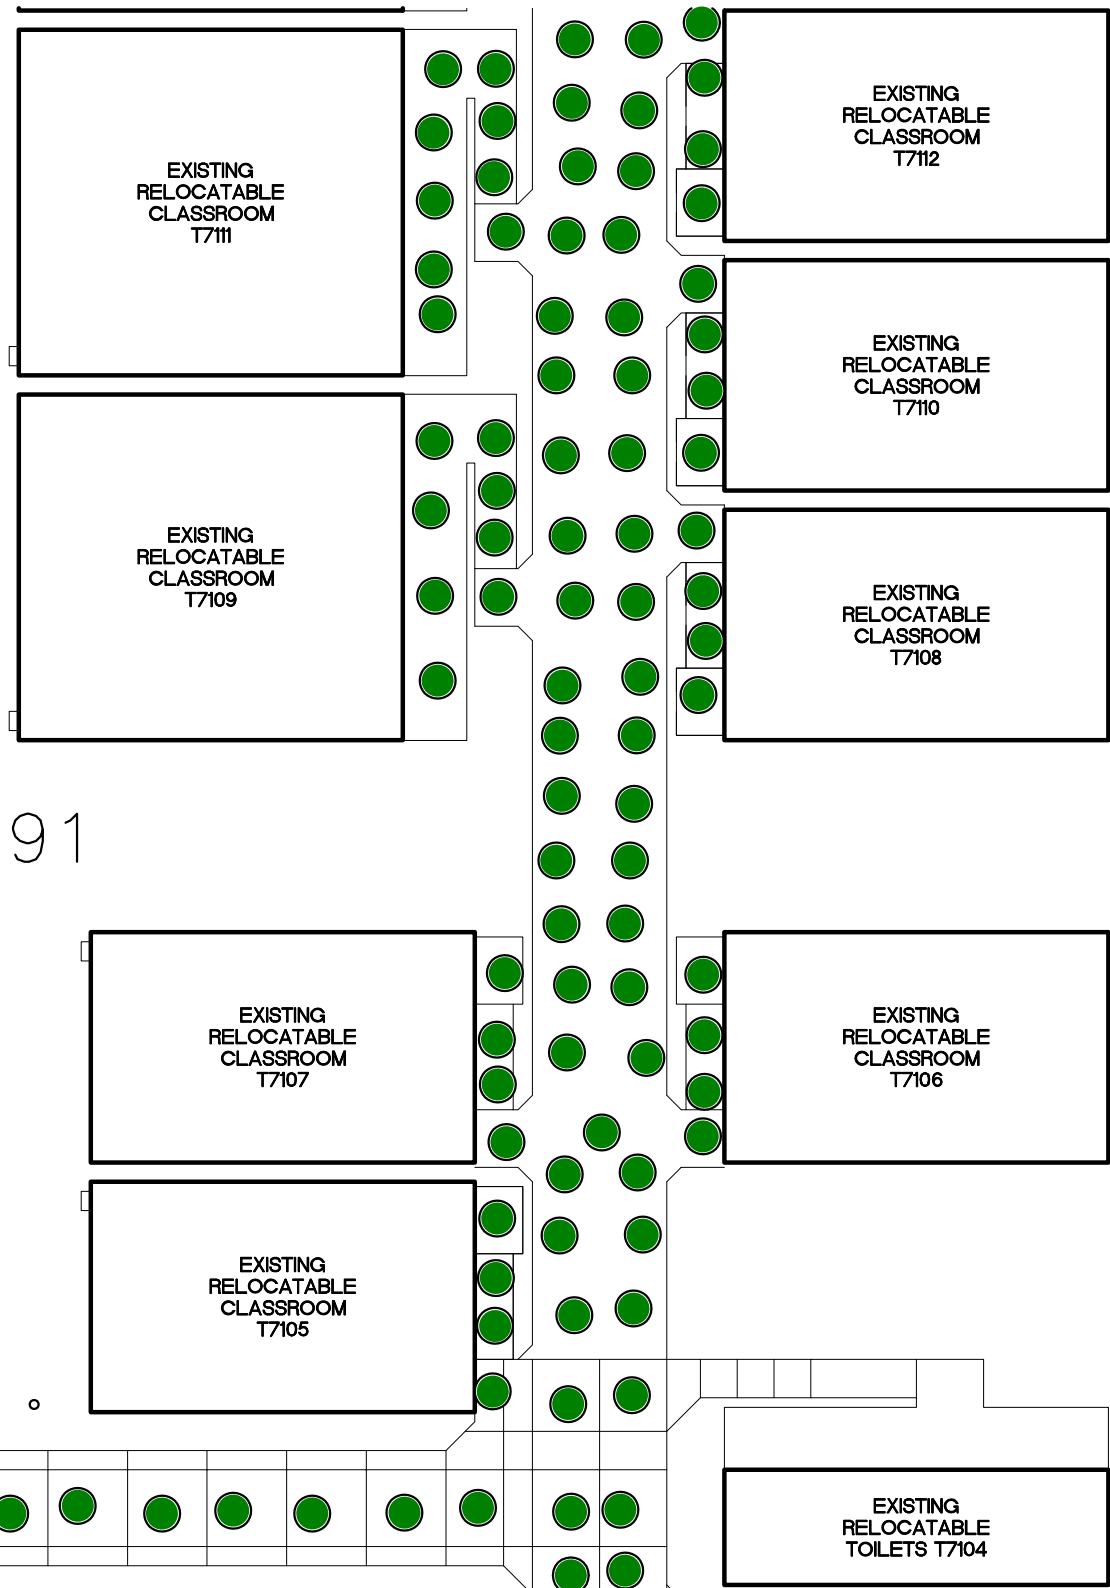 EXISTING
RELOCATABLE
CLASSROOM
T7112
EXISTING
RELOCATABLE
CLASSROOM
T7111
EXISTING
RELOCATABLE
CLASSROOM
T7110
EXISTING
RELOCATABLE
CLASSROOM
T7109
EXISTING
RELOCATABLE
CLASSROOM
T7108
91
EXISTING
RELOCATABLE
CLASSROOM
T7107
EXISTING
RELOCATABLE
CLASSROOM
T7106
EXISTING
RELOCATABLE
CLASSROOM
T7105
EXISTING
RELOCATABLE
TOILETS T7104